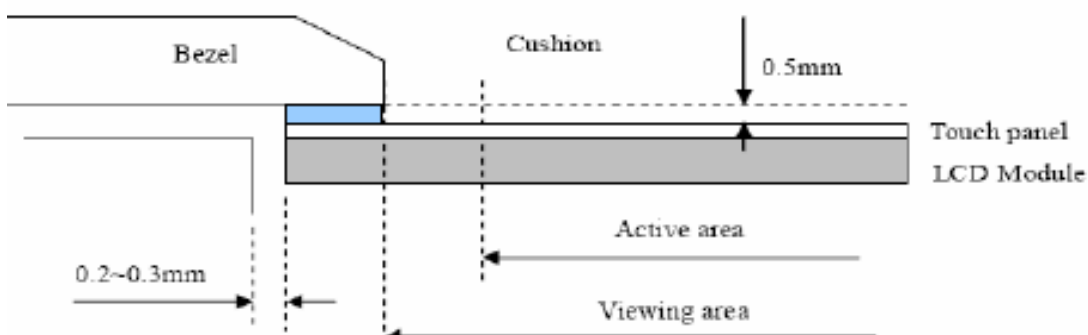 Cushion
Bezel
0.5mm
Touch panel
LCD Module
Active area
0.2~0.3mm
Viewing area